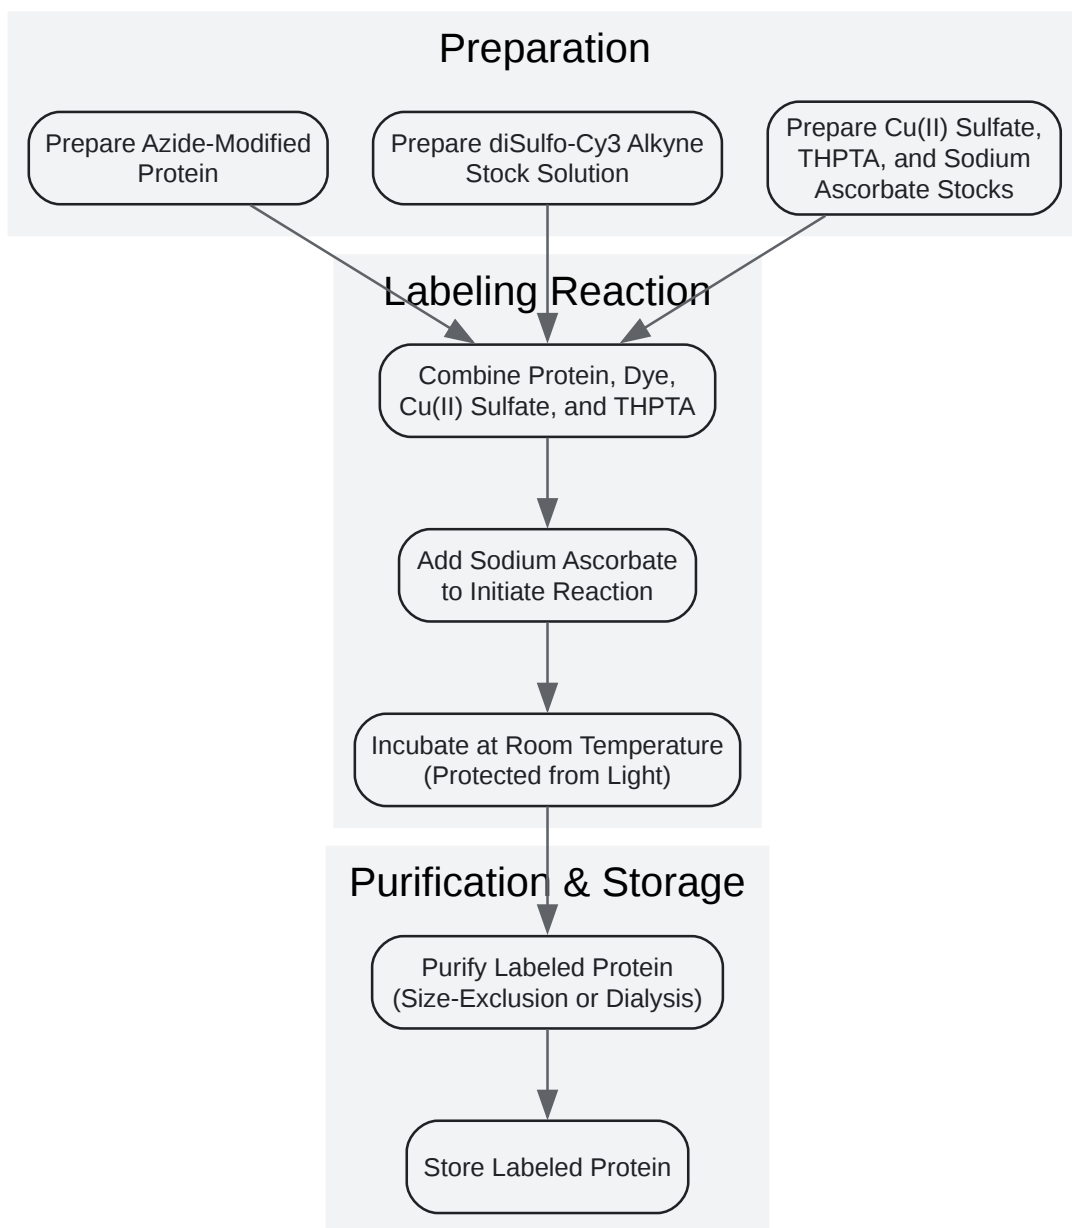 Preparation
Prepare Azide-Modified
Protein
Prepare diSulfo-Cy3 Alkyne
Stock Solution
Prepare Cu(II) Sulfate,
THPTA, and Sodium
Ascorbate Stocks
Labeling Reaction
Combine Protein, Dye,
Cu(II) Sulfate, and THPTA
Add Sodium Ascorbate
to Initiate Reaction
Incubate at Room Temperature
(Protected from Light)
Purification & Storage
Purify Labeled Protein
(Size-Exclusion or Dialysis)
Store Labeled Protein